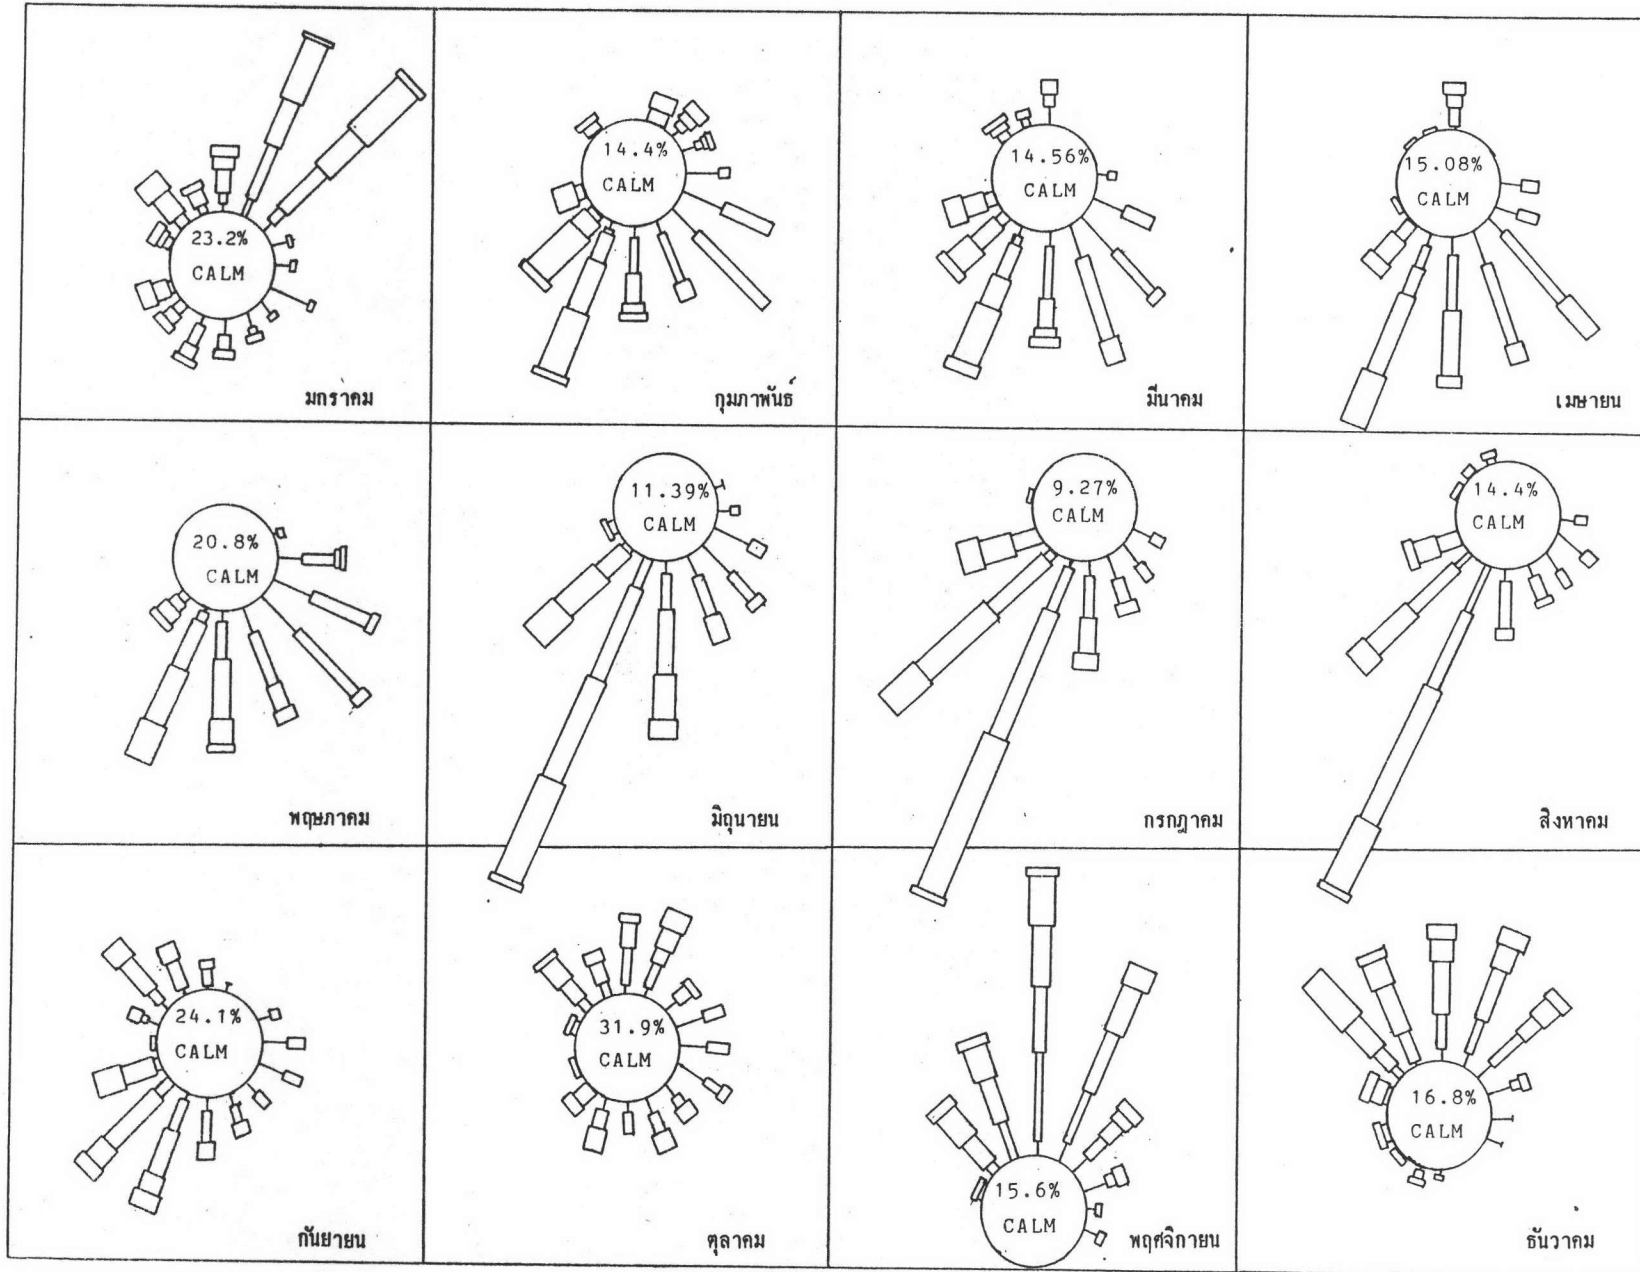 23.2%
CALM
มกราคม
14.4%
CALM
กุมภาพันธ์
14.56%
CALM
มีนาคม
15.08%
CALM
เมษายน
20.8%
CALM
พฤษภาคม
11.39%
CALM
มิถุนายน
9.27%
CALM
กรกฎาคม
14.4%
CALM
สิงหาคม
24.1%
CALM
กันยายน
31.9%
CALM
ตุลาคม
15.6%
CALM
พฤศจิกายน
16.8%
CALM
ธันวาคม